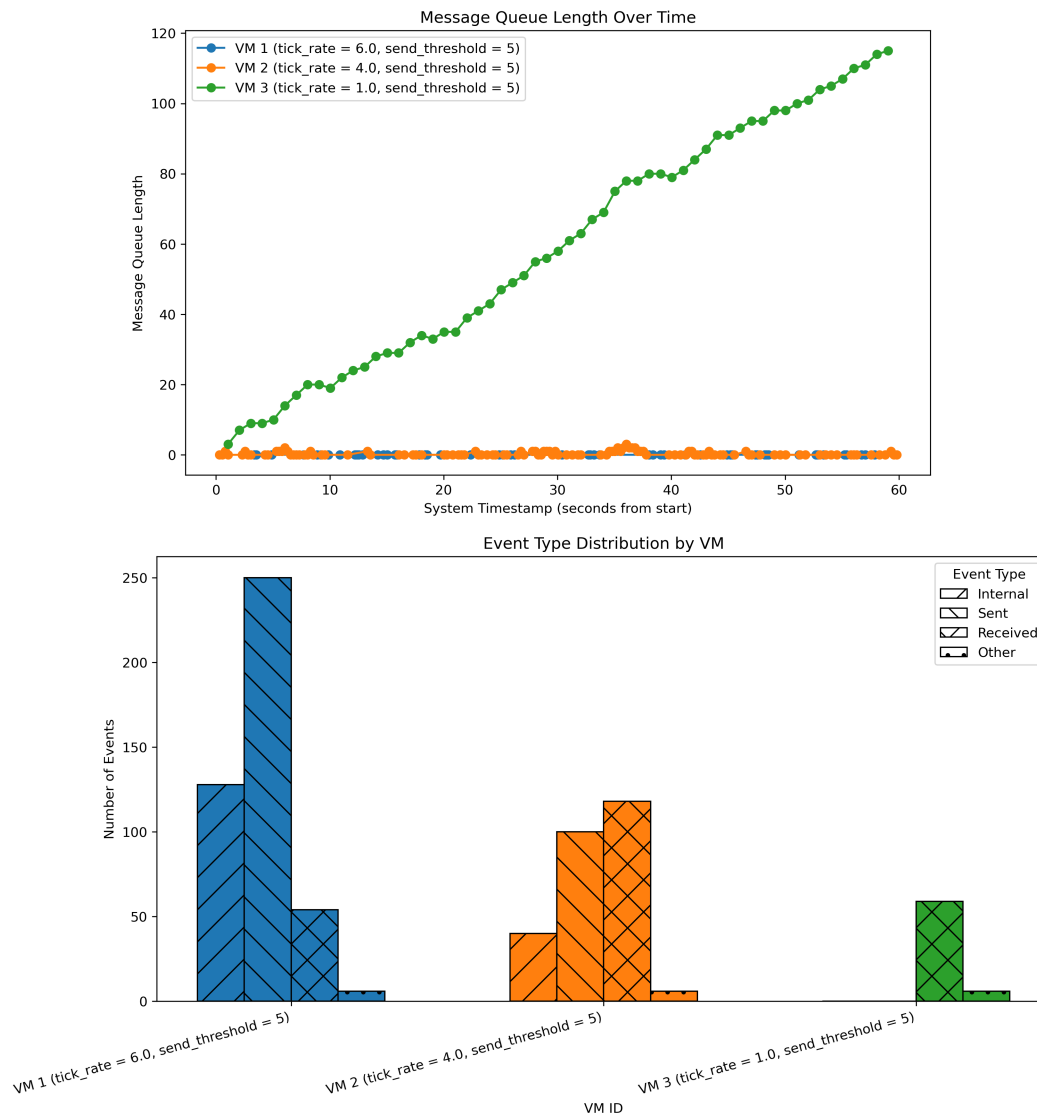 Message Queue Length Over Time
VM 1 (tick_rate = 6.0, send_threshold = 5)
VM 2 (tick_rate = 4.0, send_threshold = 5)
VM 3 (tick_rate = 1.0, send_threshold = 5)
Message Queue Length
120
100
80
60
40
20
0
0 10 20 30 40 50 60
System Timestamp (seconds from start)
Event Type Distribution by VM
Event Type
Internal
Sent
Received
Other
Number of Events
250
200
150
100
50
0
VM 1 (tick_rate = 6.0, send_threshold = 5)
VM 2 (tick_rate = 4.0, send_threshold = 5)
VM 3 (tick_rate = 1.0, send_threshold = 5)
VM ID